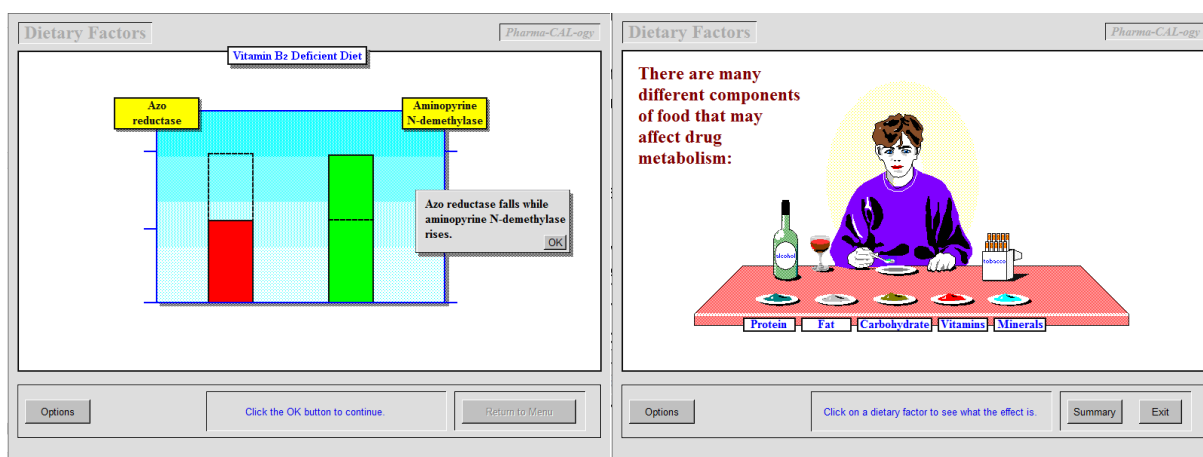 Dietary Factors
Pharma-CAL-ogy
Vitamin B2 Deficient Diet
Azo
reductase
Aminopyrine
N-demethylase
Azo reductase falls while
aminopyrine N-demethylase
rises.
OK
Options
Click the OK button to continue.
Return to Menu
Dietary Factors
Pharma-CAL-ogy
There are many
different components
of food that may
affect drug
metabolism:
alcohol
tobacco
Protein
Fat
Carbohydrate
Vitamins
Minerals
Options
Click on a dietary factor to see what the effect is.
Summary
Exit